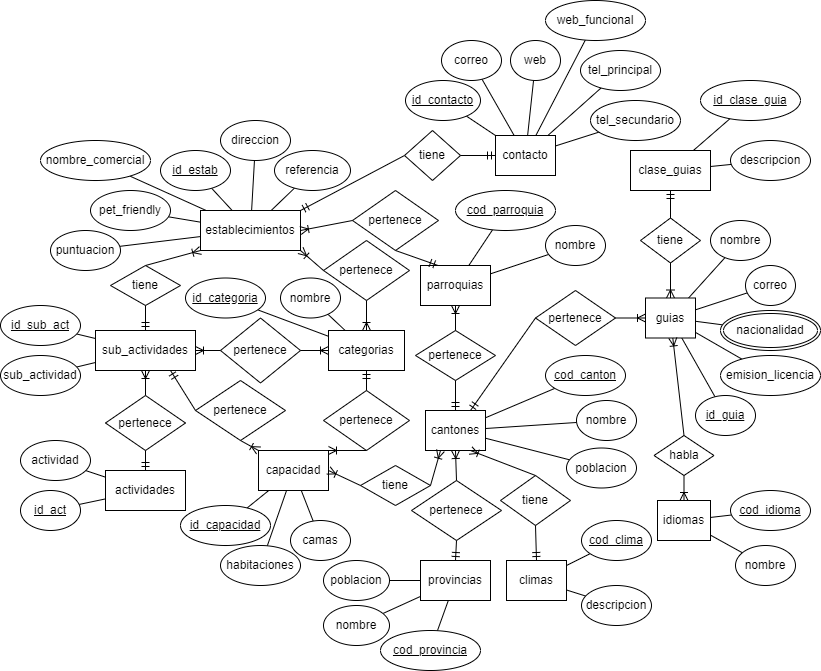 web_funcional
correo
web
tel_principal
id_contacto
id_clase_guia
tel_secundario
direccion
nombre_comercial
id_estab
referencia
tiene
contacto
clase_guias
descripcion
pet_friendly
cod_parroquia
pertenece
establecimientos
puntuacion
nombre
tiene
nombre
pertenece
tiene
parroquias
correo
id_categoria
nombre
pertenece
guias
id_sub_act
nacionalidad
sub_actividades
pertenece
categorias
pertenece
sub_actividad
cod_canton
emision_licencia
pertenece
pertenece
pertenece
nombre
id_guia
cantones
actividad
capacidad
poblacion
habla
tiene
actividades
tiene
id_act
pertenece
cod_idioma
id_capacidad
idiomas
camas
cod_clima
habitaciones
nombre
poblacion
provincias
climas
descripcion
nombre
cod_provincia